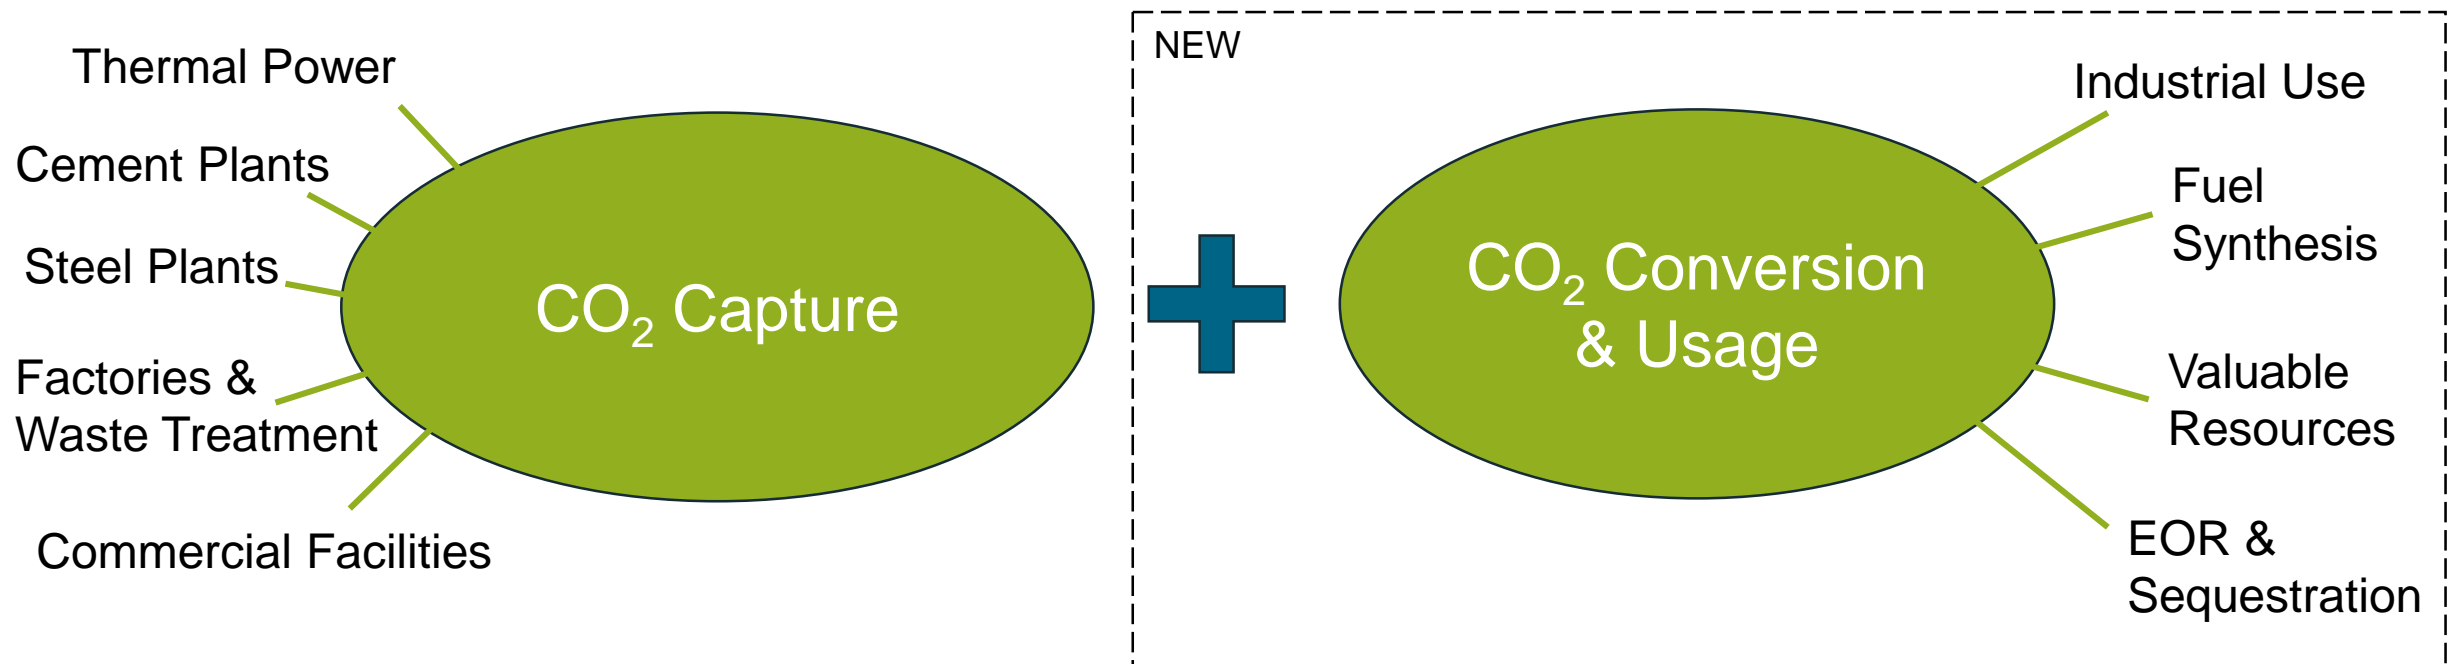 Thermal Power
Cement Plants
Steel Plants
Factories &
Waste Treatment
Commercial Facilities
CO₂ Capture
NEW
CO₂ Conversion
& Usage
Industrial Use
Fuel
Synthesis
Valuable
Resources
EOR &
Sequestration